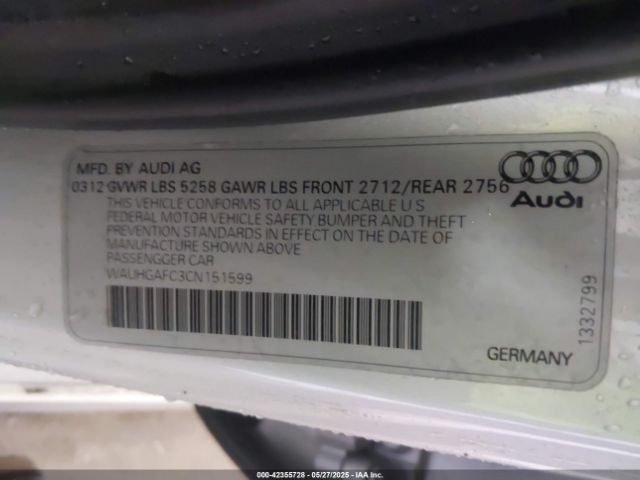 MFD. BY AUDI AG
0312 GVWR LBS 5258 GAWR LBS FRONT 2712/REAR 2756
THIS VEHICLE CONFORMS TO ALL APPLICABLE U S
FEDERAL MOTOR VEHICLE SAFETY BUMPER AND THEFT
PREVENTION STANDARDS IN EFFECT ON THE DATE OF
MANUFACTURE SHOWN ABOVE
PASSENGGER CAR
WAUHGAFC3CN151599
Audi
1332799
GERMANY
000-42355728 - 05/27/2025 - IAAI.COM